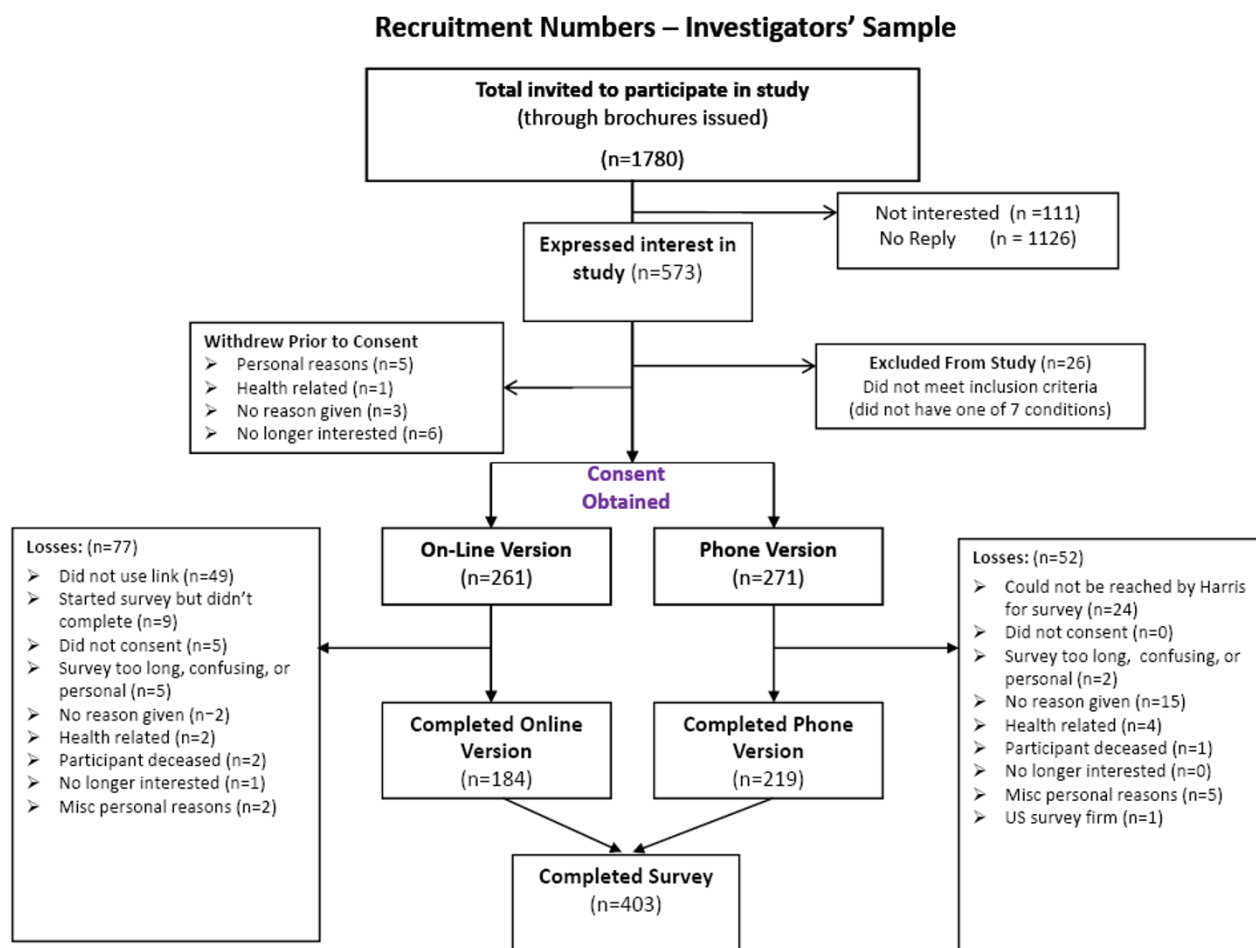 Recruitment Numbers – Investigators' Sample
Total invited to participate in study
(through brochures issued)
(n=1780)
Not interested (n =111)
No Reply (n = 1126)
Expressed interest in
study (n=573)
Withdrew Prior to Consent
➢ Personal reasons (n=5)
➢ Health related (n=1)
➢ No reason given (n=3)
➢ No longer interested (n=6)
Excluded From Study (n=26)
Did not meet inclusion criteria
(did not have one of 7 conditions)
Consent
Obtained
Losses: (n=77)
➢ Did not use link (n=49)
➢ Started survey but didn't
complete (n=9)
➢ Did not consent (n=5)
➢ Survey too long, confusing, or
personal (n=5)
➢ No reason given (n=2)
➢ Health related (n=2)
➢ Participant deceased (n=2)
➢ No longer interested (n=1)
➢ Misc personal reasons (n=2)
On-Line Version
(n=261)
Phone Version
(n=271)
Losses: (n=52)
➢ Could not be reached by Harris
for survey (n=24)
➢ Did not consent (n=0)
➢ Survey too long, confusing, or
personal (n=2)
➢ No reason given (n=15)
➢ Health related (n=4)
➢ Participant deceased (n=1)
➢ No longer interested (n=0)
➢ Misc personal reasons (n=5)
➢ US survey firm (n=1)
Completed Online
Version
(n=184)
Completed Phone
Version
(n=219)
Completed Survey
(n=403)